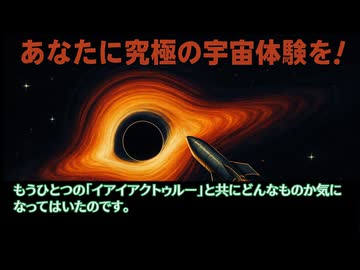 あなたに究極の宇宙体験を!
もうひとつの「イアイアクトゥルー」と共にどんなものか気に
なってはいたのです。